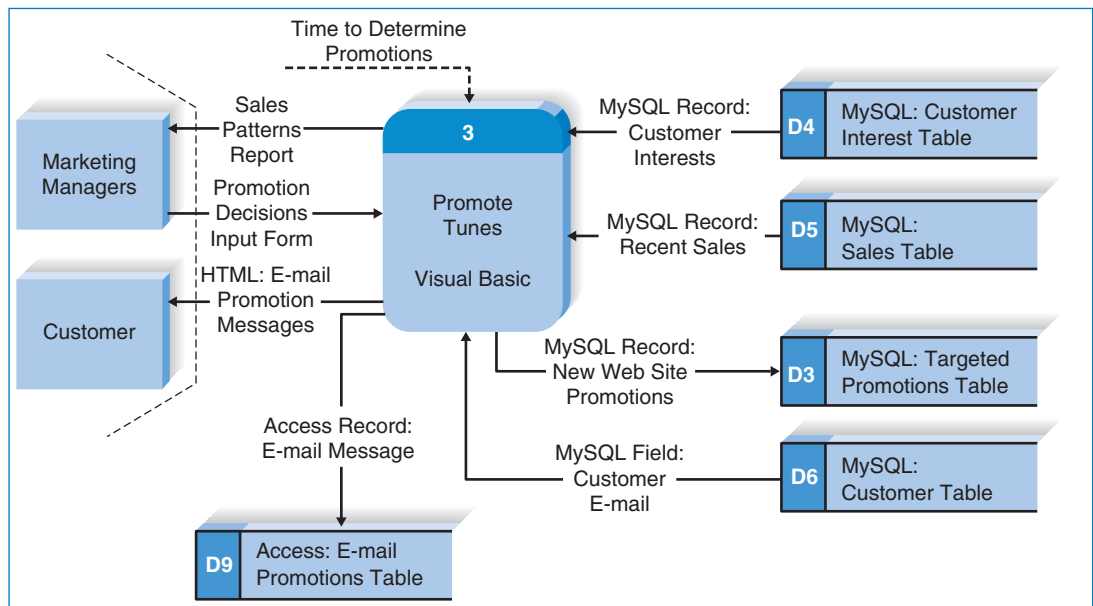 Time to Determine
Promotions
Sales
Patterns
Report
Marketing
Managers
Promotion
Decisions
Input Form
HTML: E-mail
Promotion
Messages
Customer
3
Promote
Tunes
Visual Basic
MySQL Record:
Customer
Interests
D4
MySQL: Customer
Interest Table
MySQL Record:
Recent Sales
D5
MySQL:
Sales Table
MySQL Record:
New Web Site
Promotions
D3
MySQL: Targeted
Promotions Table
MySQL Field:
Customer
E-mail
D6
MySQL:
Customer Table
Access Record:
E-mail Message
D9
Access: E-mail
Promotions Table